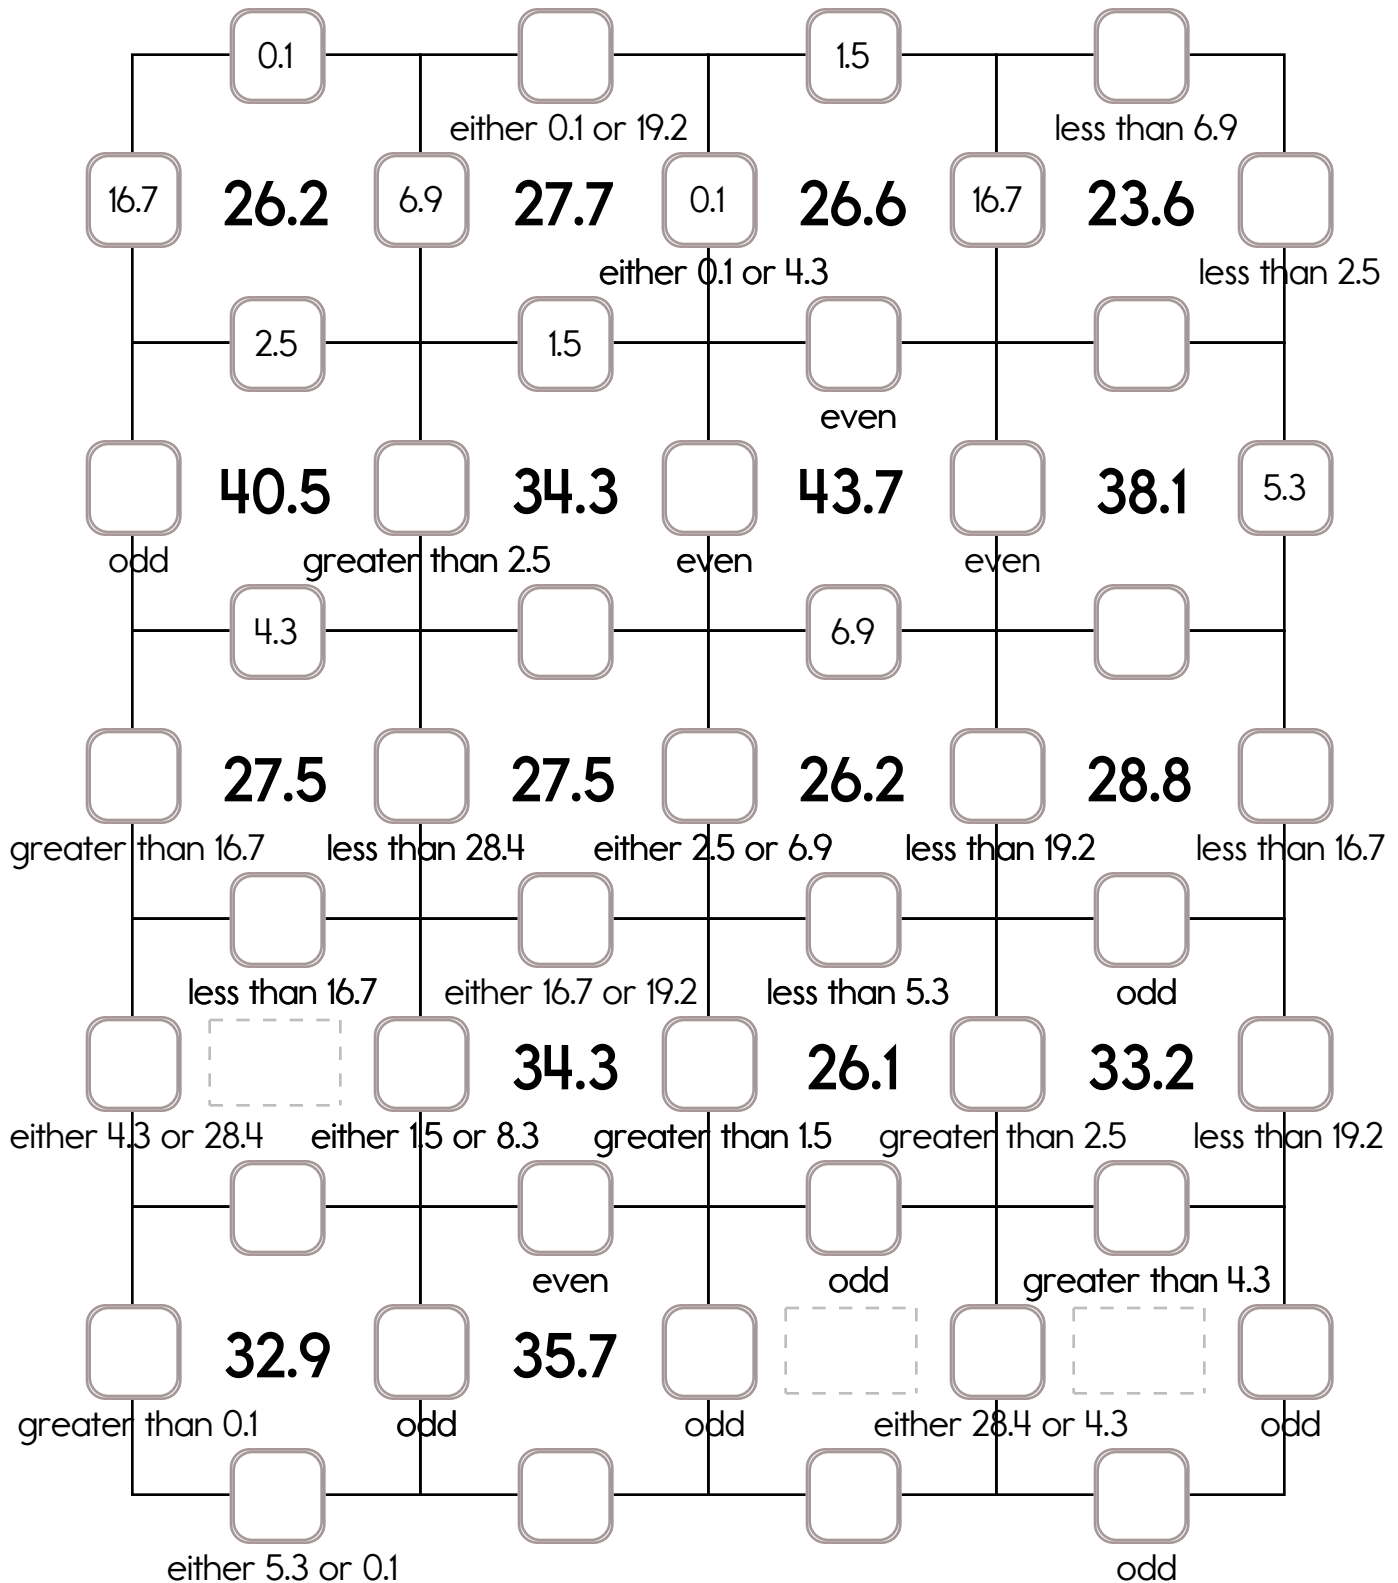 0.1 1.5
either 0.1 or 19.2 less than 6.9
16.7 26.2 6.9 27.7 0.1 26.6 16.7 23.6
either 0.1 or 4.3 less than 2.5
2.5 1.5
even
40.5 34.3 43.7 38.1 5.3
odd greater than 2.5 even even
4.3 6.9
27.5 27.5 26.2 28.8
greater than 16.7 less than 28.4 either 2.5 or 6.9 less than 19.2 less than 16.7
less than 16.7 either 16.7 or 19.2 less than 5.3 odd
34.3 26.1 33.2
either 4.3 or 28.4 either 1.5 or 8.3 greater than 1.5 greater than 2.5 less than 19.2
even odd greater than 4.3
32.9 35.7
greater than 0.1 odd odd either 28.4 or 4.3 odd
either 5.3 or 0.1 odd